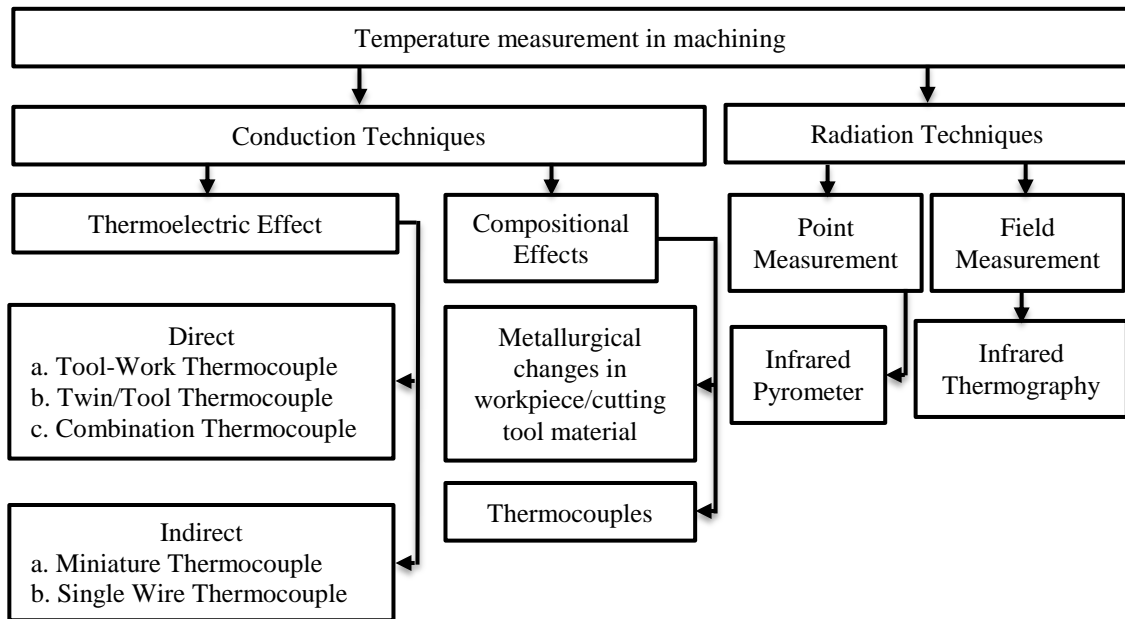 Temperature measurement in machining
Conduction Techniques
Radiation Techniques
Thermoelectric Effect
Compositional
Effects
Point
Measurement
Field
Measurement
Direct
a. Tool-Work Thermocouple
b. Twin/Tool Thermocouple
c. Combination Thermocouple
Metallurgical
changes in
workpiece/cutting
tool material
Infrared
Pyrometer
Infrared
Thermography
Thermocouples
Indirect
a. Miniature Thermocouple
b. Single Wire Thermocouple